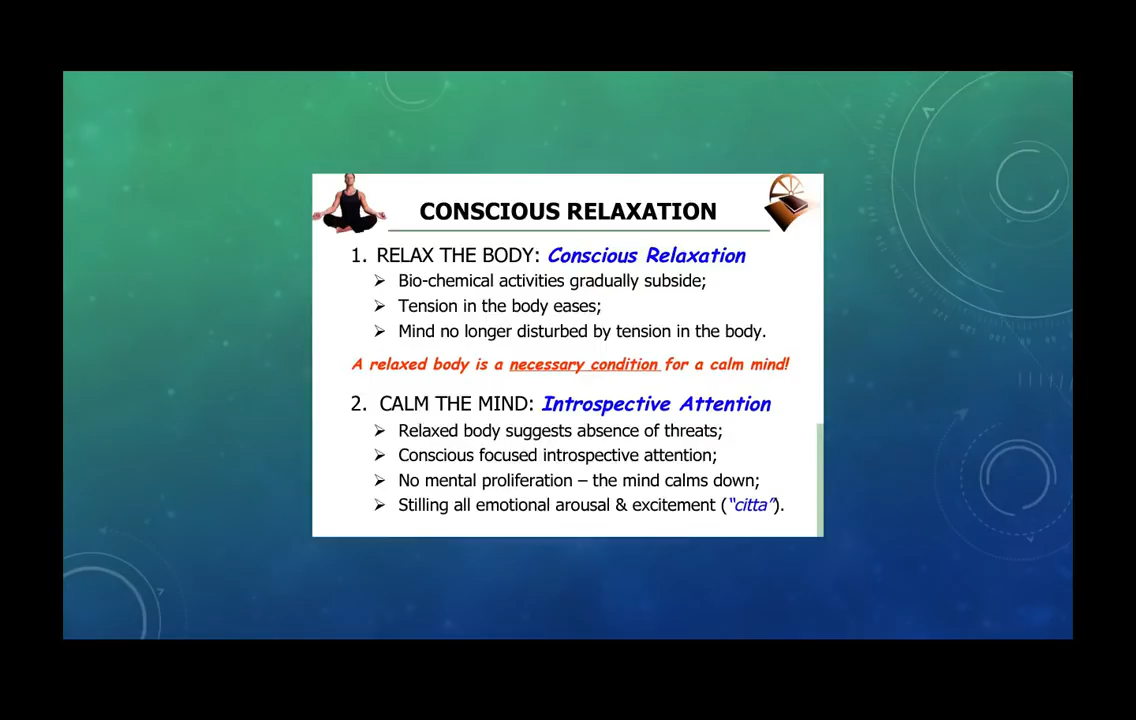 CONSCIOUS RELAXATION
1. RELAX THE BODY: Conscious Relaxation
➢ Bio-chemical activities gradually subside;
➢ Tension in the body eases;
➢ Mind no longer disturbed by tension in the body.
A relaxed body is a necessary condition for a calm mind!
2. CALM THE MIND: Introspective Attention
➢ Relaxed body suggests absence of threats;
➢ Conscious focused introspective attention;
➢ No mental proliferation – the mind calms down;
➢ Stilling all emotional arousal & excitement (“citta”).